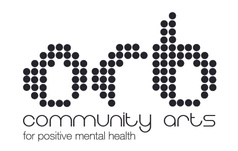 orb
community arts
for positive mental health